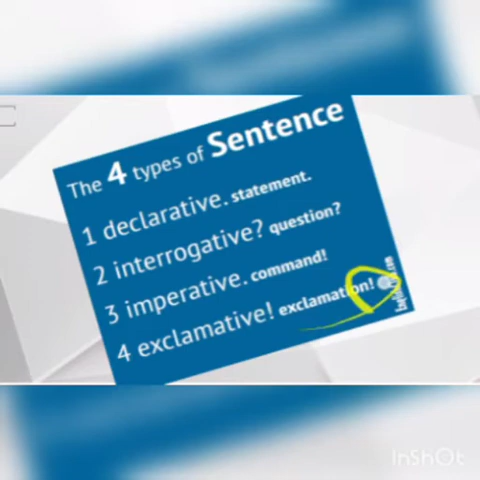 The 4 types of Sentence
1 declarative. statement.
2 interrogative? question?
3 imperative. command!
4 exclamative! exclamation!
InShOt